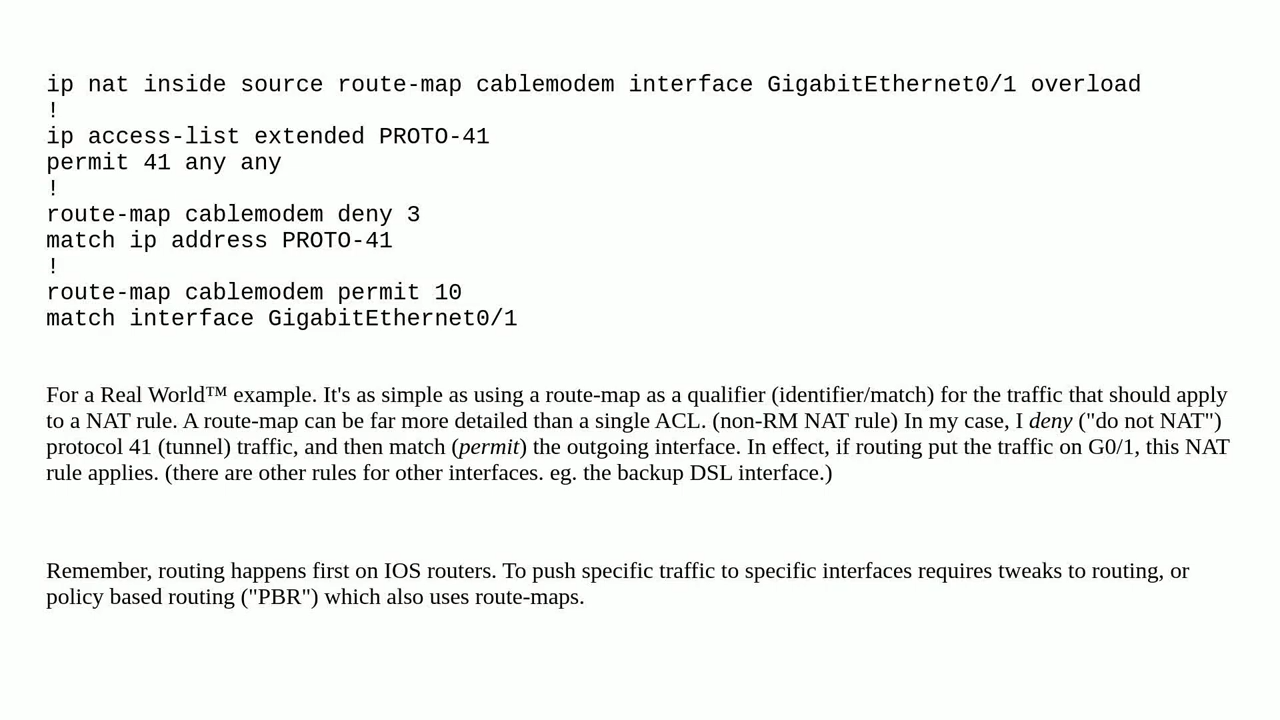 ip nat inside source route-map cablemodem interface GigabitEthernet0/1 overload
!
ip access-list extended PROTO-41
permit 41 any any
!
route-map cablemodem deny 3
match ip address PROTO-41
!
route-map cablemodem permit 10
match interface GigabitEthernet0/1
For a Real World™ example. It's as simple as using a route-map as a qualifier (identifier/match) for the traffic that should apply
to a NAT rule. A route-map can be far more detailed than a single ACL. (non-RM NAT rule) In my case, I deny ("do not NAT")
protocol 41 (tunnel) traffic, and then match (permit) the outgoing interface. In effect, if routing put the traffic on G0/1, this NAT
rule applies. (there are other rules for other interfaces. eg. the backup DSL interface.)
Remember, routing happens first on IOS routers. To push specific traffic to specific interfaces requires tweaks to routing, or
policy based routing ("PBR") which also uses route-maps.